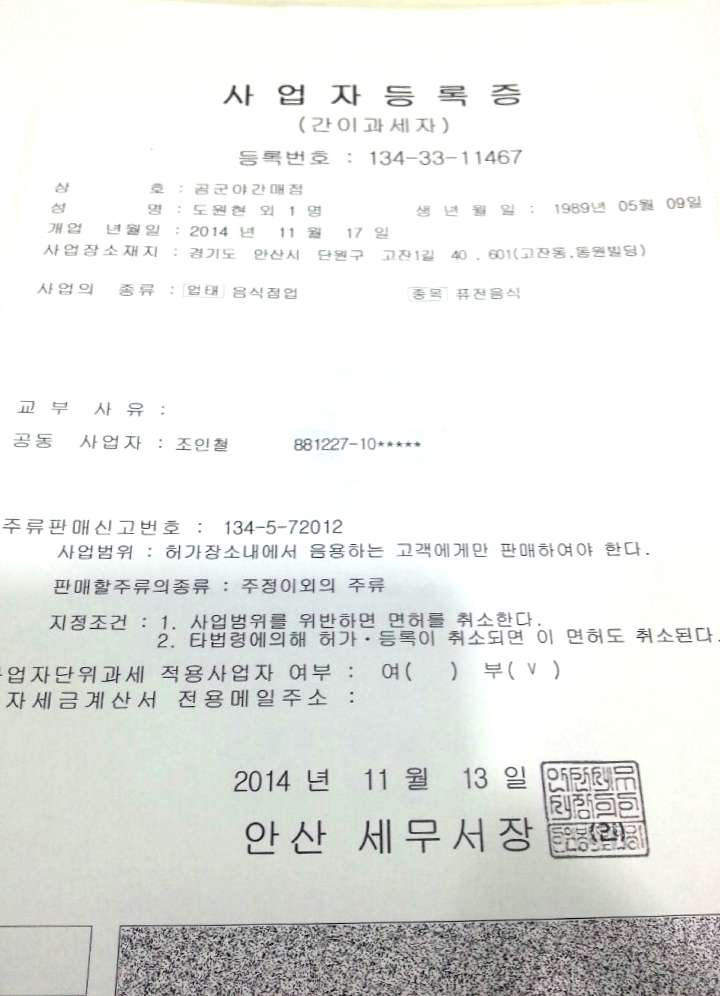 사업자등록증
(간이과세자)
등록번호 : 134-33-11467
상 호 : 공군야간매점
성 명 : 도원현 외 1 명 생 년 월 일 : 1989년 05월 09일
개업 년월일 : 2014 년 11 월 17 일
사업장소재지 : 경기도 안산시 단원구 고잔1길 40 , 601(고잔동,동원빌딩)
사업의 종류 : 업태 음식점업 종목 퓨전음식
교 부 사 유 :
공동 사업자 : 조인철 881227-10*****
주류판매신고번호 : 134-5-72012
사업범위 : 허가장소내에서 음용하는 고객에게만 판매하여야 한다.
판매할주류의종류 : 주정이외의 주류
지정조건 : 1. 사업범위를 위반하면 면허를 취소한다.
2. 타법령에의해 허가·등록이 취소되면 이 면허도 취소된다.
업자단위과세 적용사업자 여부 : 여( ) 부( V )
자세금계산서 전용메일주소 :
2014 년 11 월 13 일
안산 세무서장